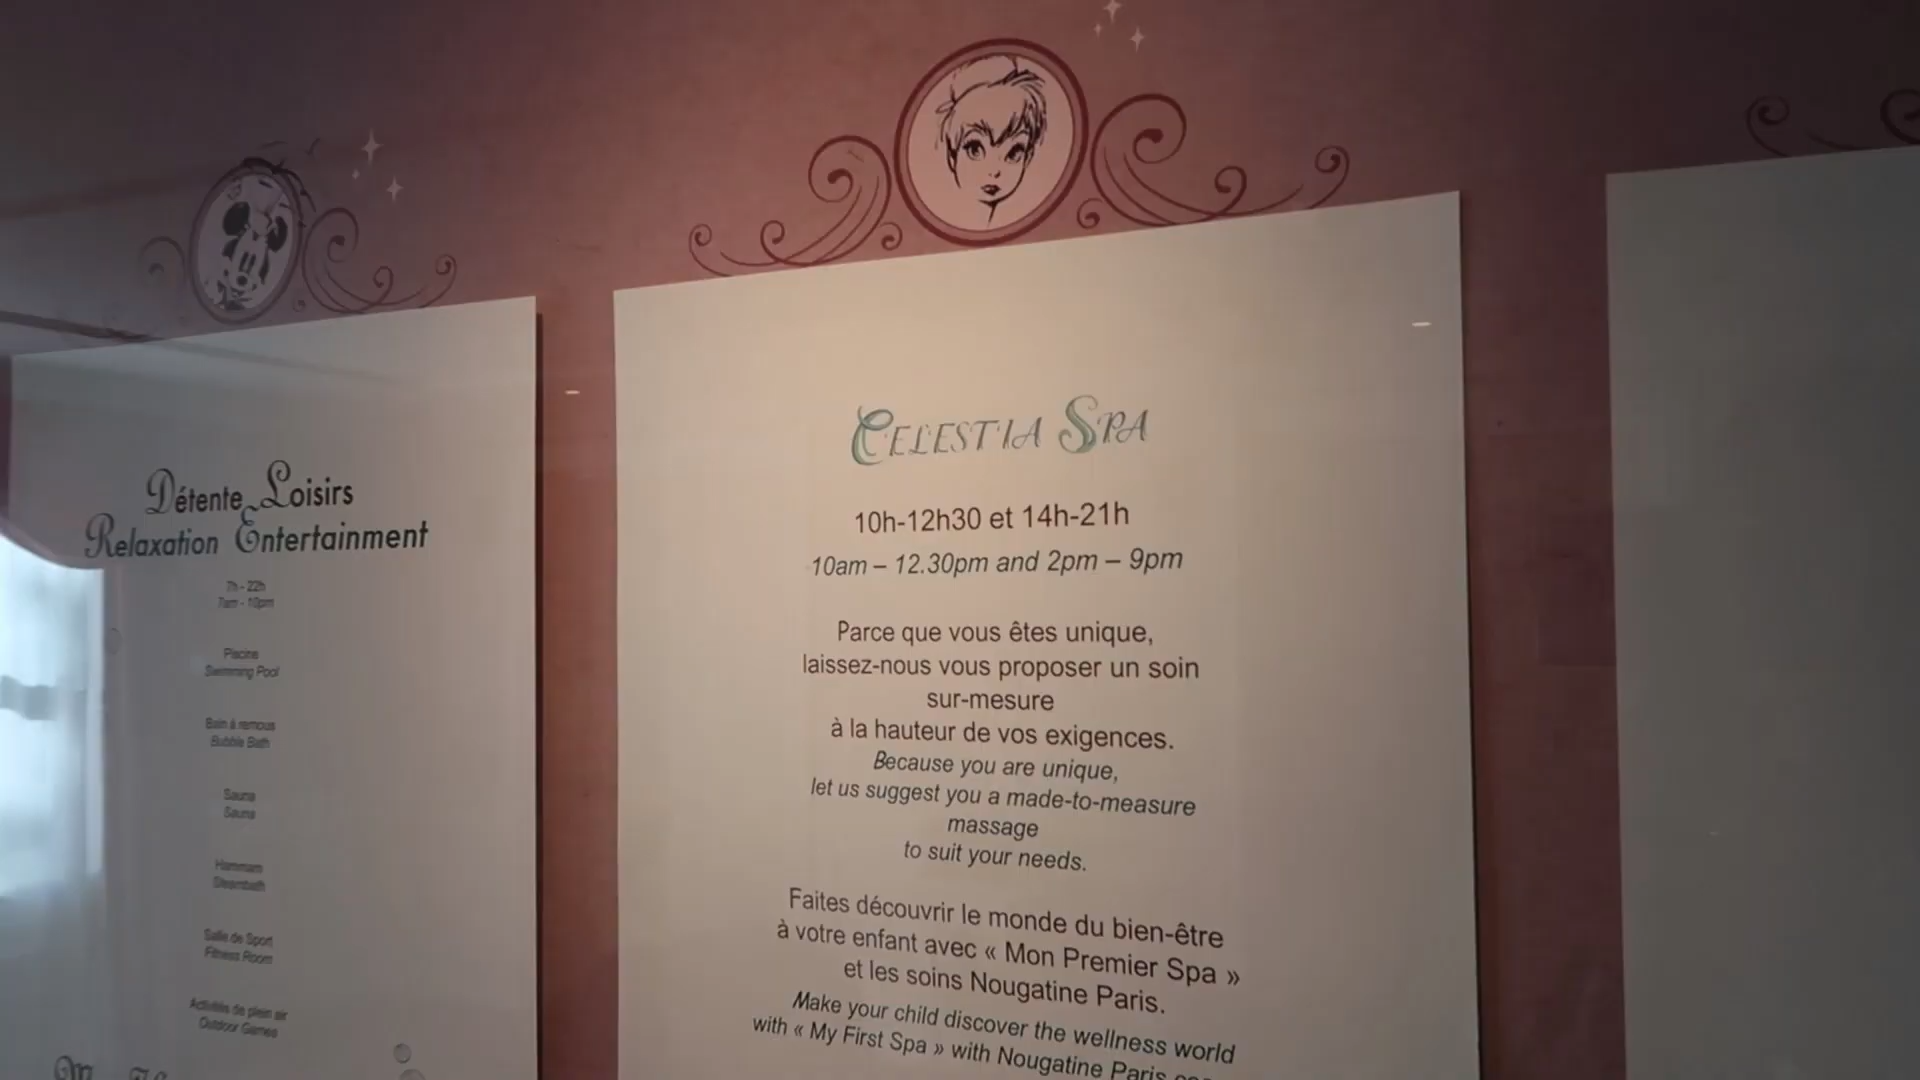 Détente Loisirs
Relaxation Entertainment
7h - 22h
7am - 10pm
Piscine
Swimming Pool
Bain à remous
Bubble Bath
Sauna
Sauna
Hammam
Steambath
Salle de Sport
Fitness Room
Activités de plein air
Outdoor Games
CELESTIA SPA
10h-12h30 et 14h-21h
10am – 12.30pm and 2pm – 9pm
Parce que vous êtes unique,
laissez-nous vous proposer un soin
sur-mesure
à la hauteur de vos exigences.
Because you are unique,
let us suggest you a made-to-measure
massage
to suit your needs.
Faites découvrir le monde du bien-être
à votre enfant avec « Mon Premier Spa »
et les soins Nougatine Paris.
Make your child discover the wellness world
with « My First Spa » with Nougatine Paris